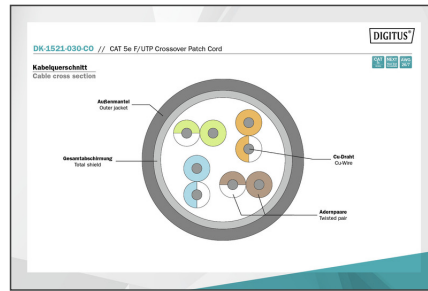 DIGITUS®
DK-1521-030-CO // CAT 5e F/UTP Crossover Patch Cord
Kabelquerschnitt
Cable cross section
Außenmantel
Outer jacket
Gesamtabschirmung
Total shield
Cu-Draht
Cu-Wire
Adernpaare
Twisted pair